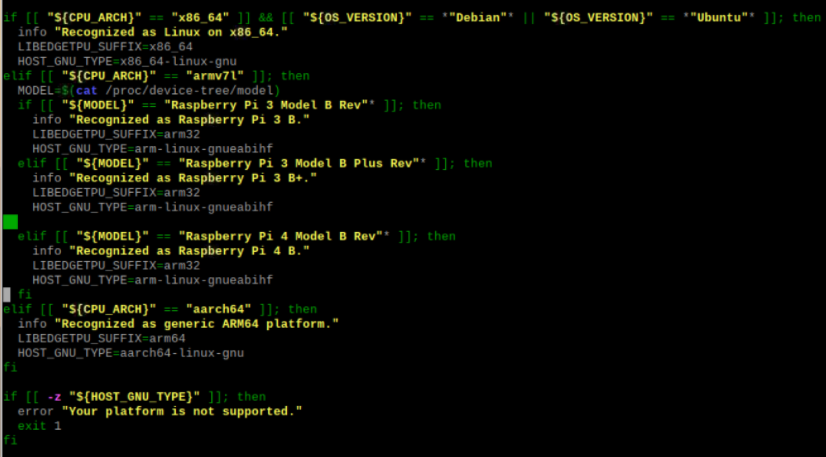 if [[ "${CPU_ARCH}" == "x86_64" ]] && [[ "${OS_VERSION}" == *"Debian"* || "${OS_VERSION}" == *"Ubuntu"* ]]; then
  info "Recognized as Linux on x86_64."
  LIBEDGETPU_SUFFIX=x86_64
  HOST_GNU_TYPE=x86_64-linux-gnu
elif [[ "${CPU_ARCH}" == "armv7l" ]]; then
  MODEL=$(cat /proc/device-tree/model)
  if [[ "${MODEL}" == "Raspberry Pi 3 Model B Rev"* ]]; then
    info "Recognized as Raspberry Pi 3 B."
    LIBEDGETPU_SUFFIX=arm32
    HOST_GNU_TYPE=arm-linux-gnueabihf
  elif [[ "${MODEL}" == "Raspberry Pi 3 Model B Plus Rev"* ]]; then
    info "Recognized as Raspberry Pi 3 B+."
    LIBEDGETPU_SUFFIX=arm32
    HOST_GNU_TYPE=arm-linux-gnueabihf
  elif [[ "${MODEL}" == "Raspberry Pi 4 Model B Rev"* ]]; then
    info "Recognized as Raspberry Pi 4 B."
    LIBEDGETPU_SUFFIX=arm32
    HOST_GNU_TYPE=arm-linux-gnueabihf
  fi
elif [[ "${CPU_ARCH}" == "aarch64" ]]; then
  info "Recognized as generic ARM64 platform."
  LIBEDGETPU_SUFFIX=arm64
  HOST_GNU_TYPE=aarch64-linux-gnu
fi
if [[ -z "${HOST_GNU_TYPE}" ]]; then
  error "Your platform is not supported."
  exit 1
fi